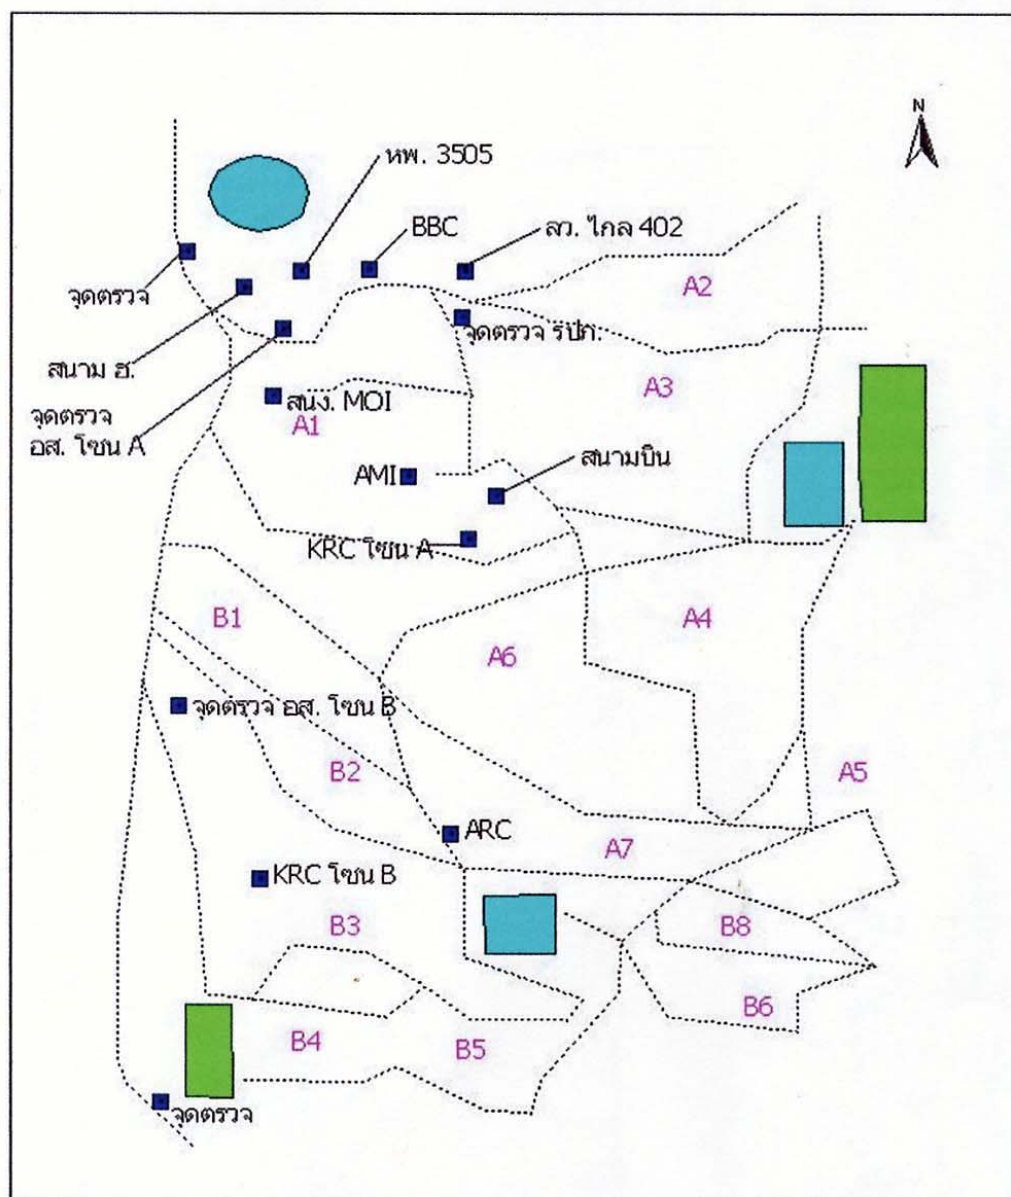 N
หพ. 3505
BBC
ลว. ไกล 402
A2
จุดตรวจ
จุดตรวจ รปภ.
สนาม ฮ.
A3
สนง. MOI
จุดตรวจ
อส. โซน A
A1
สนามบิน
AMI
KRC โซน A
B1
A4
A6
จุดตรวจ อส. โซน B
B2
A5
ARC
A7
KRC โซน B
B3
B8
B6
B4
B5
จุดตรวจ